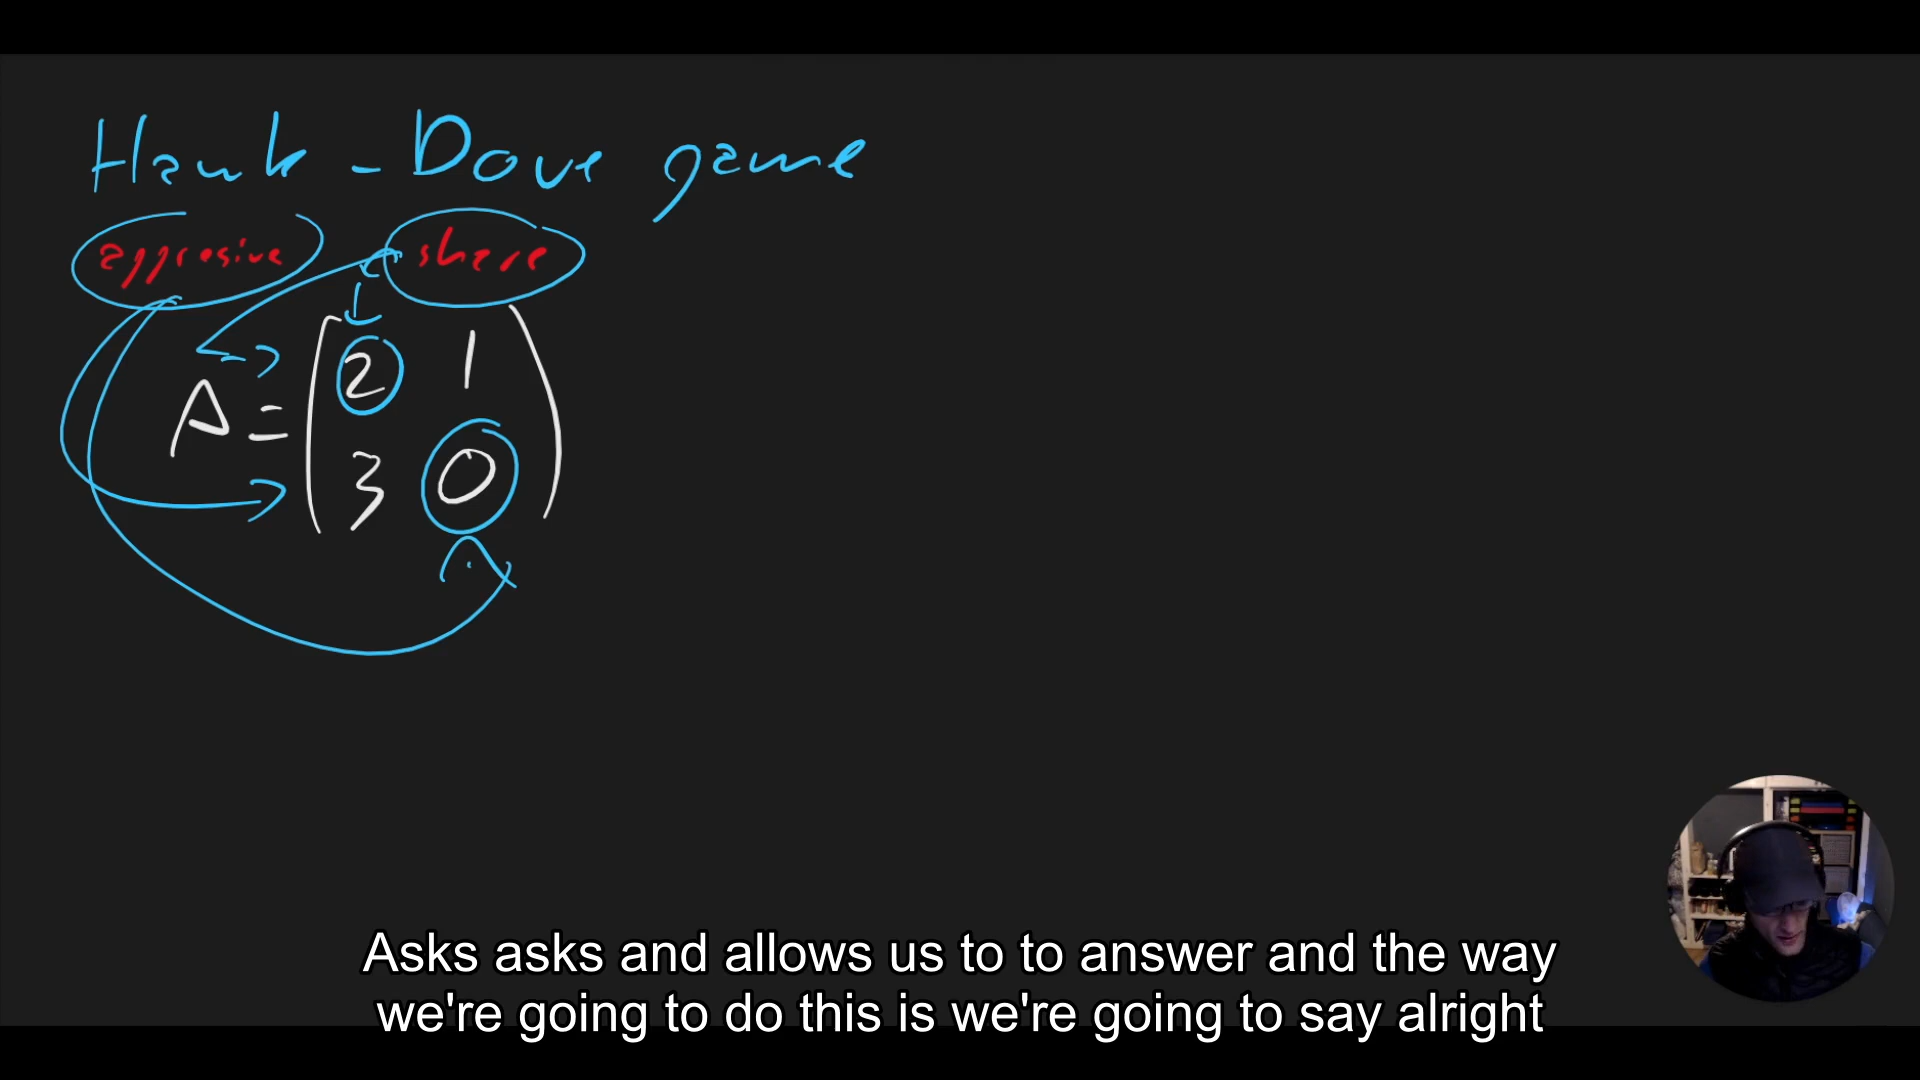 Hawk - Dove game
aggresive share
2 1
A=
3 0
Asks asks and allows us to to answer and the way
we're going to do this is we're going to say alright